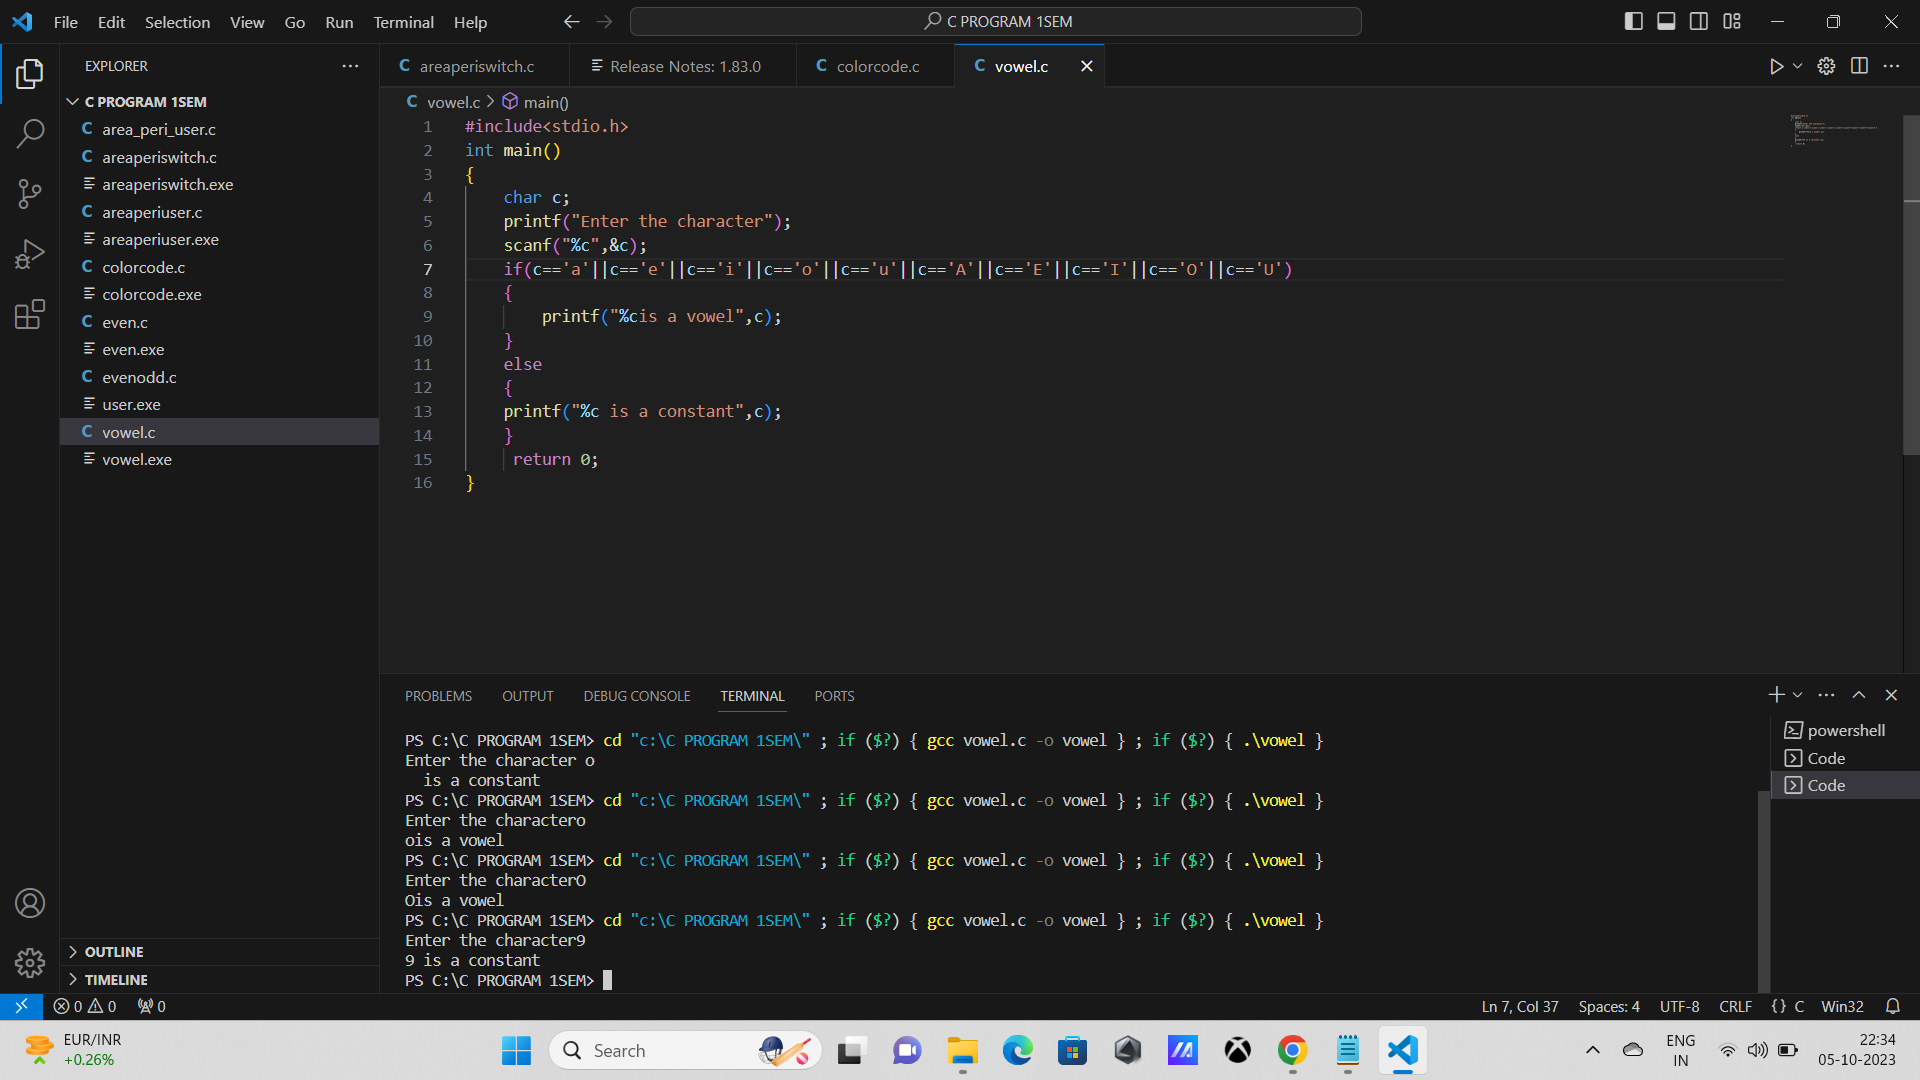 File Edit Selection View Go Run Terminal Help
C PROGRAM 1SEM
EXPLORER
C areaperiswitch.c
Release Notes: 1.83.0
C colorcode.c
C vowel.c
C PROGRAM 1SEM
C area_peri_user.c
C areaperiswitch.c
areaperiswitch.exe
C areaperiuser.c
areaperiuser.exe
C colorcode.c
colorcode.exe
C even.c
even.exe
C evenodd.c
user.exe
C vowel.c
vowel.exe
OUTLINE
TIMELINE
C vowel.c > main()
1 #include<stdio.h>
2 int main()
3 {
4 char c;
5 printf("Enter the character");
6 scanf("%c",&c);
7 if(c=='a'||c=='e'||c=='i'||c=='o'||c=='u'||c=='A'||c=='E'||c=='I'||c=='O'||c=='U')
8 {
9 printf("%cis a vowel",c);
10 }
11 else
12 {
13 printf("%c is a constant",c);
14 }
15 return 0;
16 }
PROBLEMS OUTPUT DEBUG CONSOLE TERMINAL PORTS
PS C:\C PROGRAM 1SEM> cd "c:\C PROGRAM 1SEM\" ; if ($?) { gcc vowel.c -o vowel } ; if ($?) { .\vowel }
Enter the character o
is a constant
PS C:\C PROGRAM 1SEM> cd "c:\C PROGRAM 1SEM\" ; if ($?) { gcc vowel.c -o vowel } ; if ($?) { .\vowel }
Enter the charactero
ois a vowel
PS C:\C PROGRAM 1SEM> cd "c:\C PROGRAM 1SEM\" ; if ($?) { gcc vowel.c -o vowel } ; if ($?) { .\vowel }
Enter the characterO
Ois a vowel
PS C:\C PROGRAM 1SEM> cd "c:\C PROGRAM 1SEM\" ; if ($?) { gcc vowel.c -o vowel } ; if ($?) { .\vowel }
Enter the character9
9 is a constant
PS C:\C PROGRAM 1SEM>
powershell
Code
Code
0 0 0
Ln 7, Col 37 Spaces: 4 UTF-8 CRLF {} C Win32
EUR/INR
+0.26%
Search
ENG
IN
22:34
05-10-2023